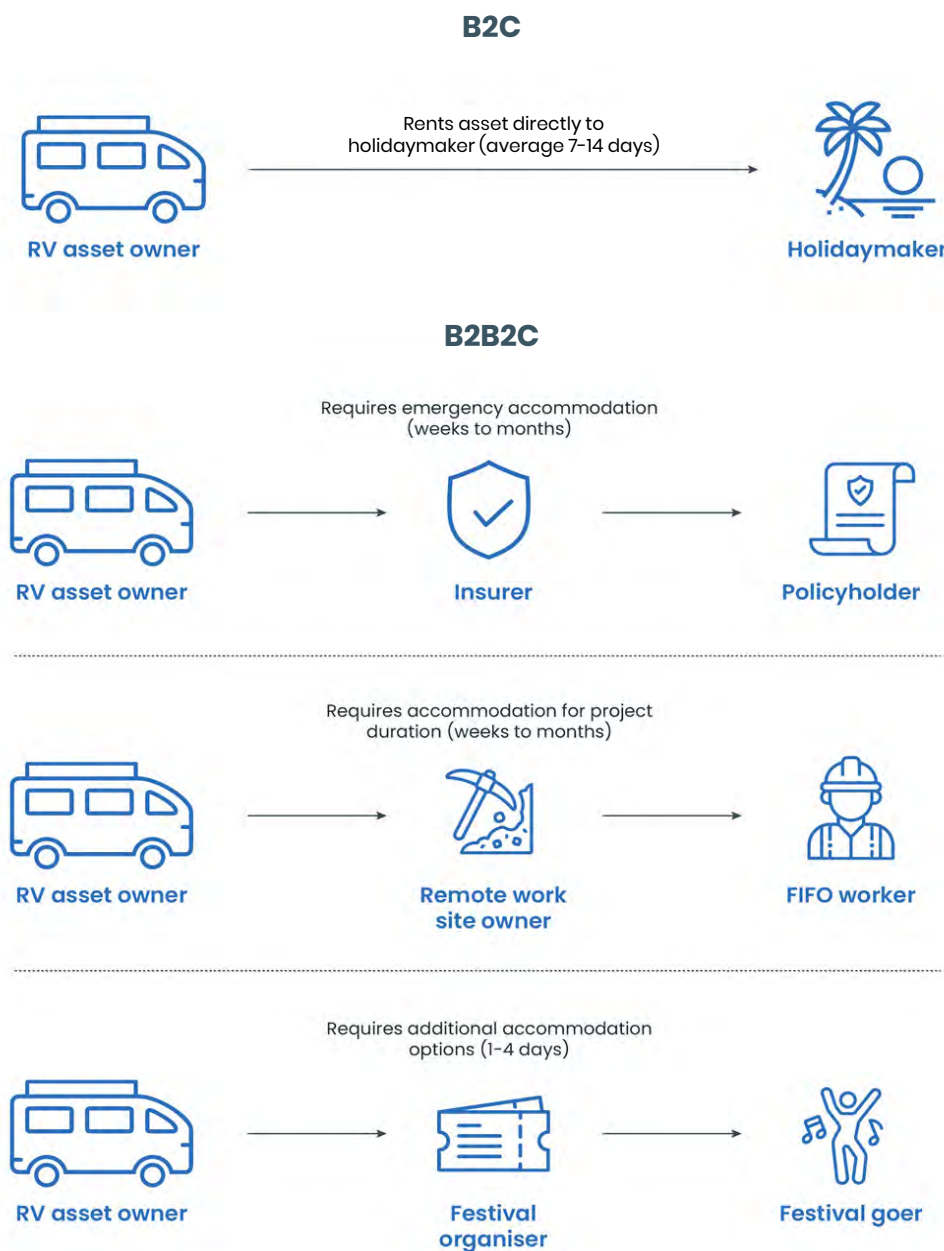 B2C
Rents asset directly to
holidaymaker (average 7-14 days)
RV asset owner
Holidaymaker
B2B2C
Requires emergency accommodation
(weeks to months)
RV asset owner
Insurer
Policyholder
Requires accommodation for project
duration (weeks to months)
RV asset owner
Remote work
site owner
FIFO worker
Requires additional accommodation
options (1-4 days)
RV asset owner
Festival
organiser
Festival goer